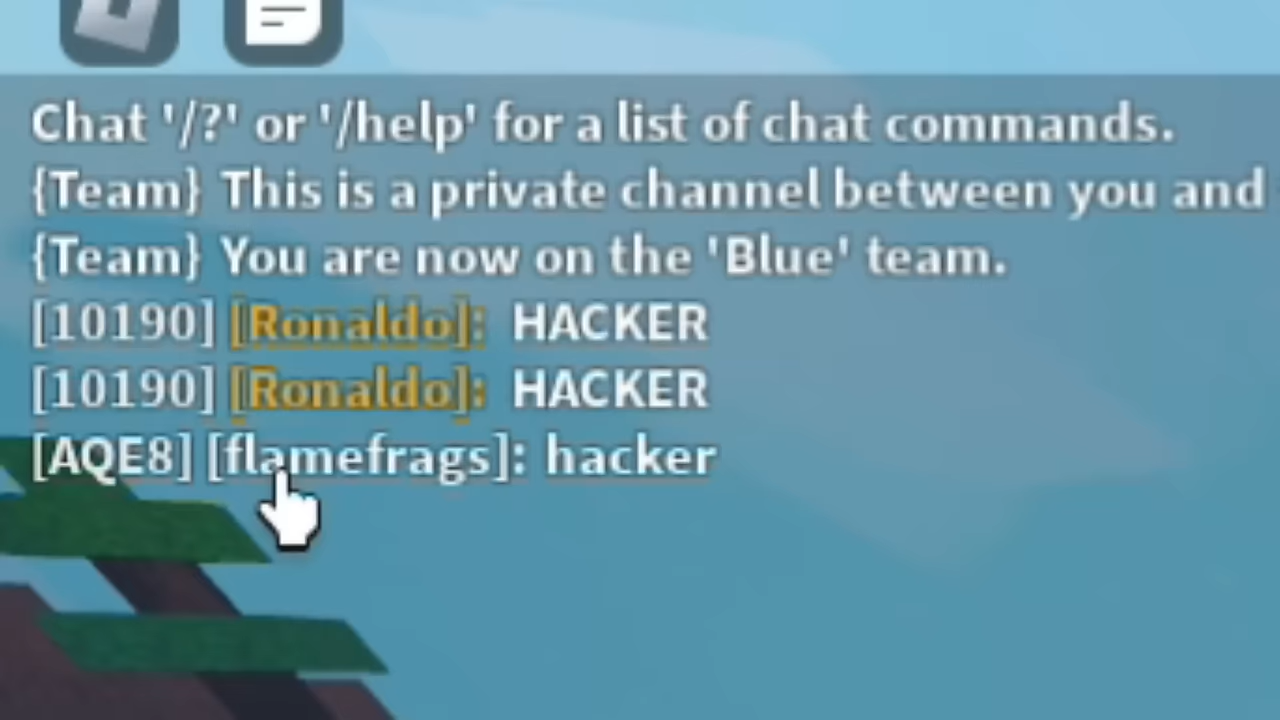 Chat '/?' or '/help' for a list of chat commands.
{Team} This is a private channel between you and
{Team} You are now on the 'Blue' team.
[10190] [Ronaldo]: HACKER
[10190] [Ronaldo]: HACKER
[AQE8] [flamefrags]: hacker